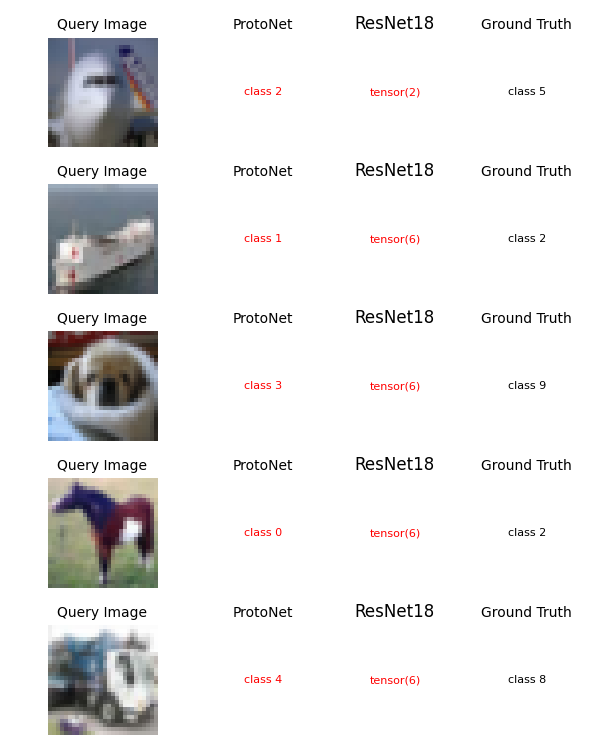 Query Image ProtoNet ResNet18 Ground Truth
class 2 tensor(2) class 5
Query Image ProtoNet ResNet18 Ground Truth
class 1 tensor(6) class 2
Query Image ProtoNet ResNet18 Ground Truth
class 3 tensor(6) class 9
Query Image ProtoNet ResNet18 Ground Truth
class 0 tensor(6) class 2
Query Image ProtoNet ResNet18 Ground Truth
class 4 tensor(6) class 8